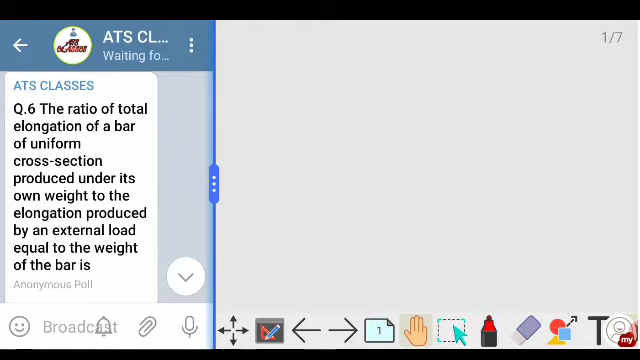 ATS CL...
Waiting fo...
1/7
ATS CLASSES
Q.6 The ratio of total
elongation of a bar
of uniform
cross-section
produced under its
own weight to the
elongation produced
by an external load
equal to the weight
of the bar is
Anonymous Poll
Broadcast
1
T
my